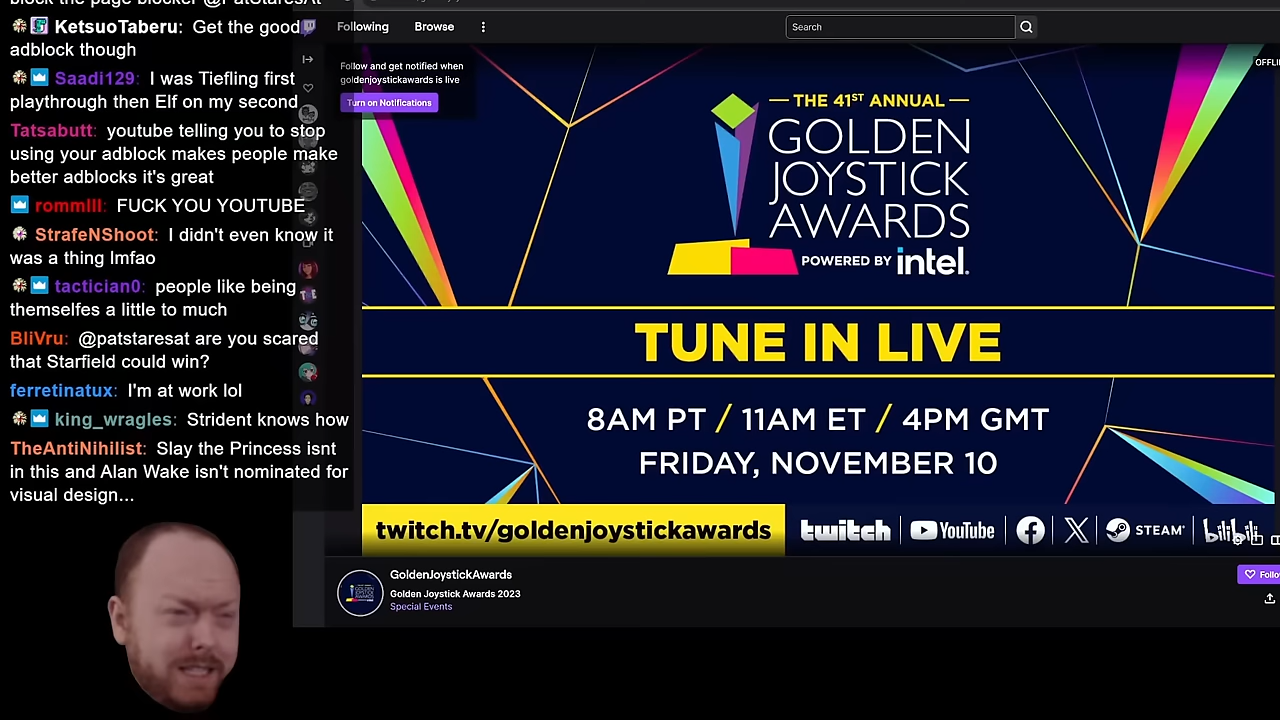 block the page blocker @PatStaresAt
KetsuoTaberu: Get the good
adblock though
Saadi129: I was Tiefling first
playthrough then Elf on my second
Tatsabutt: youtube telling you to stop
using your adblock makes people make
better adblocks it's great
rommIII: FUCK YOU YOUTUBE
StrafeNShoot: I didn't even know it
was a thing lmfao
tactician0: people like being
themselfes a little to much
BliVru: @patstaresat are you scared
that Starfield could win?
ferretinatux: I'm at work lol
king_wragles: Strident knows how
TheAntiNihilist: Slay the Princess isnt
in this and Alan Wake isn't nominated for
visual design...
Following Browse Search
Follow and get notified when
goldenjoystickawards is live
Turn on Notifications
THE 41ST ANNUAL
GOLDEN
JOYSTICK
AWARDS
POWERED BY intel.
TUNE IN LIVE
8AM PT / 11AM ET / 4PM GMT
FRIDAY, NOVEMBER 10
twitch.tv/goldenjoystickawards twitch YouTube STEAM bilibili
GoldenJoystickAwards
Golden Joystick Awards 2023
Special Events